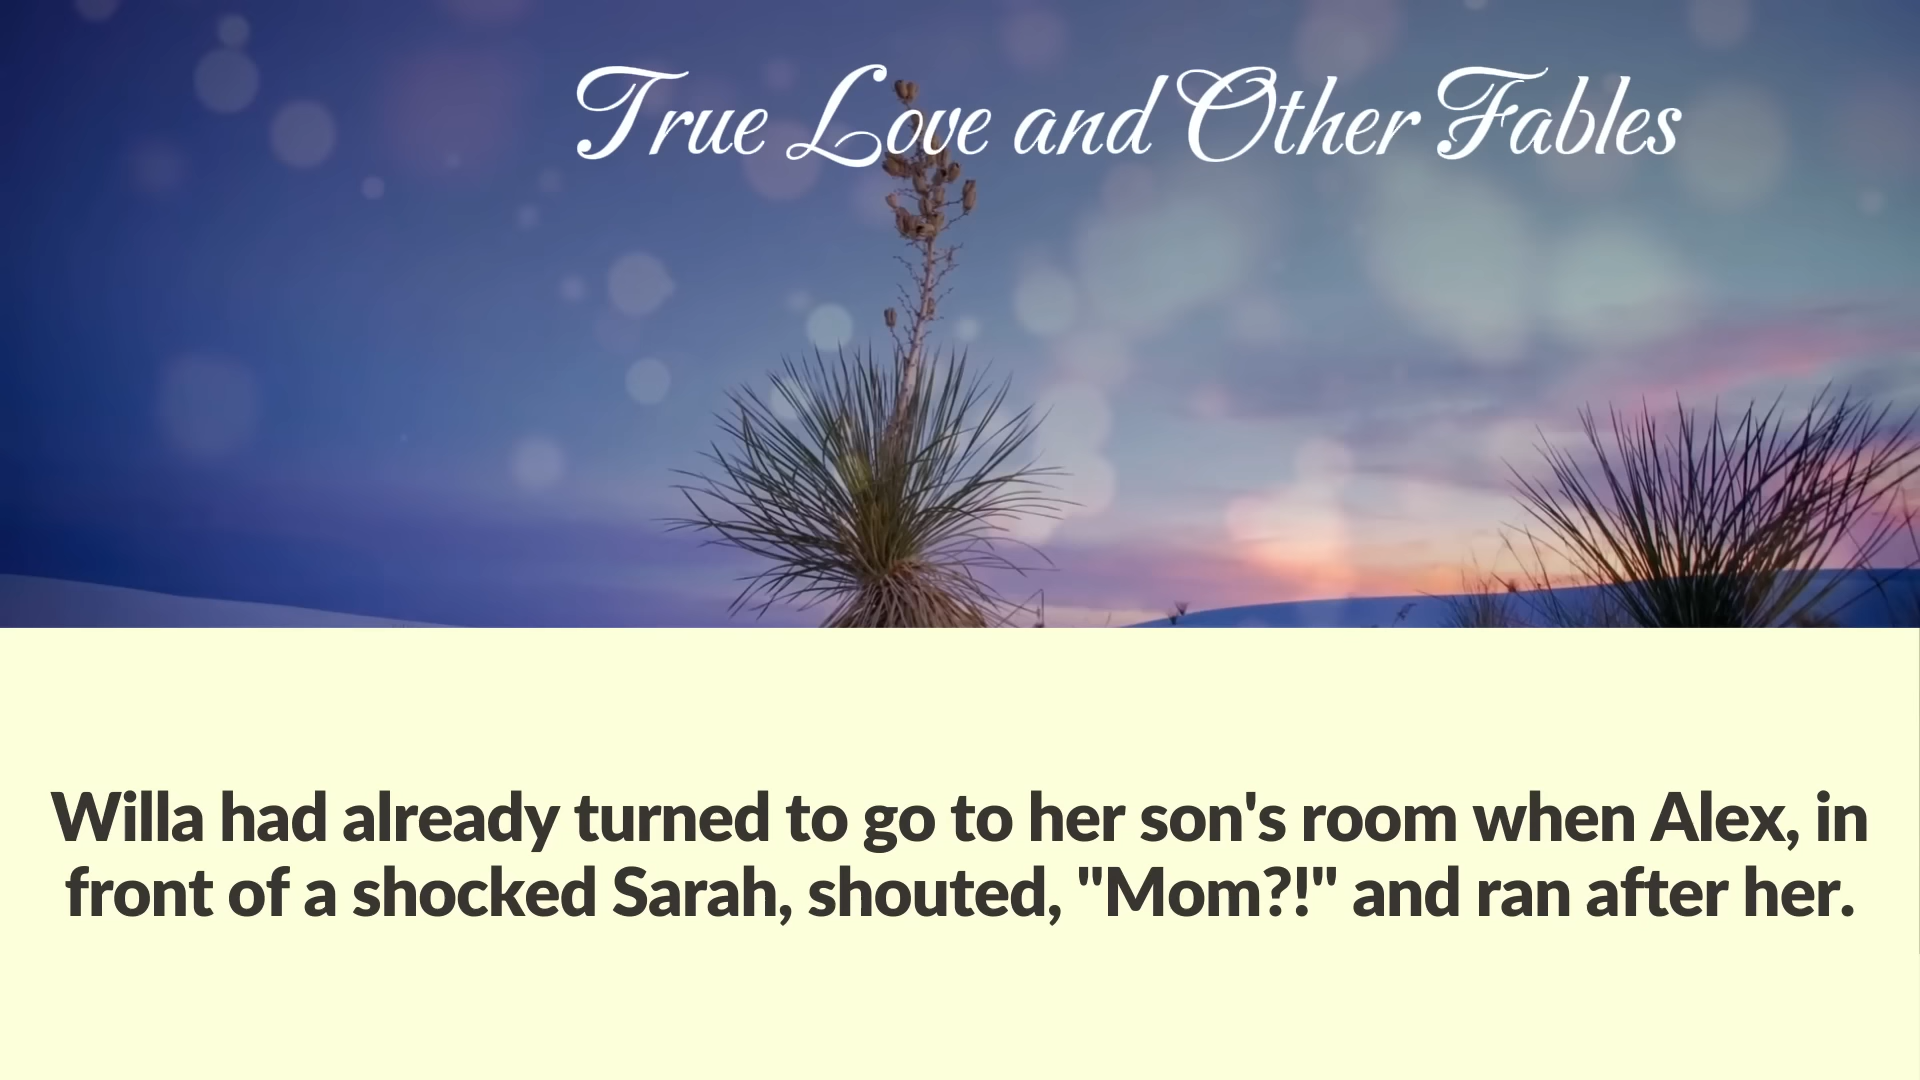 True Love and Other Fables
Willa had already turned to go to her son's room when Alex, in
front of a shocked Sarah, shouted, "Mom?!" and ran after her.